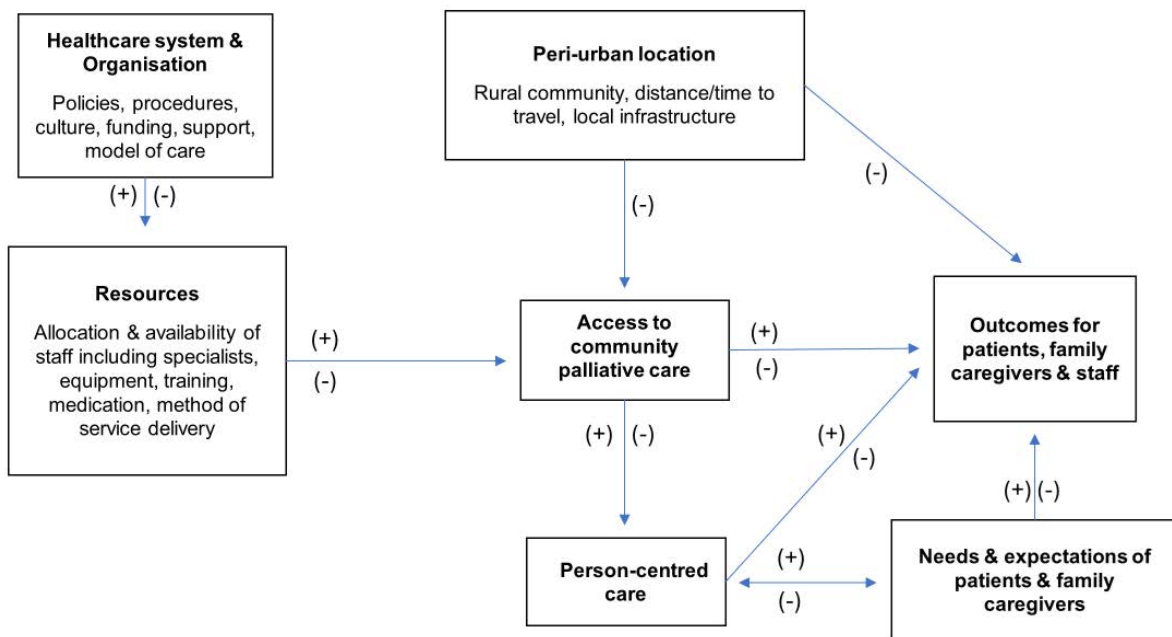 Healthcare system &
Organisation
Policies, procedures,
culture, funding, support,
model of care
Peri-urban location
Rural community, distance/time to
travel, local infrastructure
(+) (-)
(-)
(-)
Resources
Allocation & availability of
staff including specialists,
equipment, training,
medication, method of
service delivery
(+)
(-)
Access to
community
palliative care
(+)
(-)
Outcomes for
patients, family
caregivers & staff
(+) (-)
(+)
(-)
(+) (-)
Person-centred
care
(+)
(-)
Needs & expectations of
patients & family
caregivers